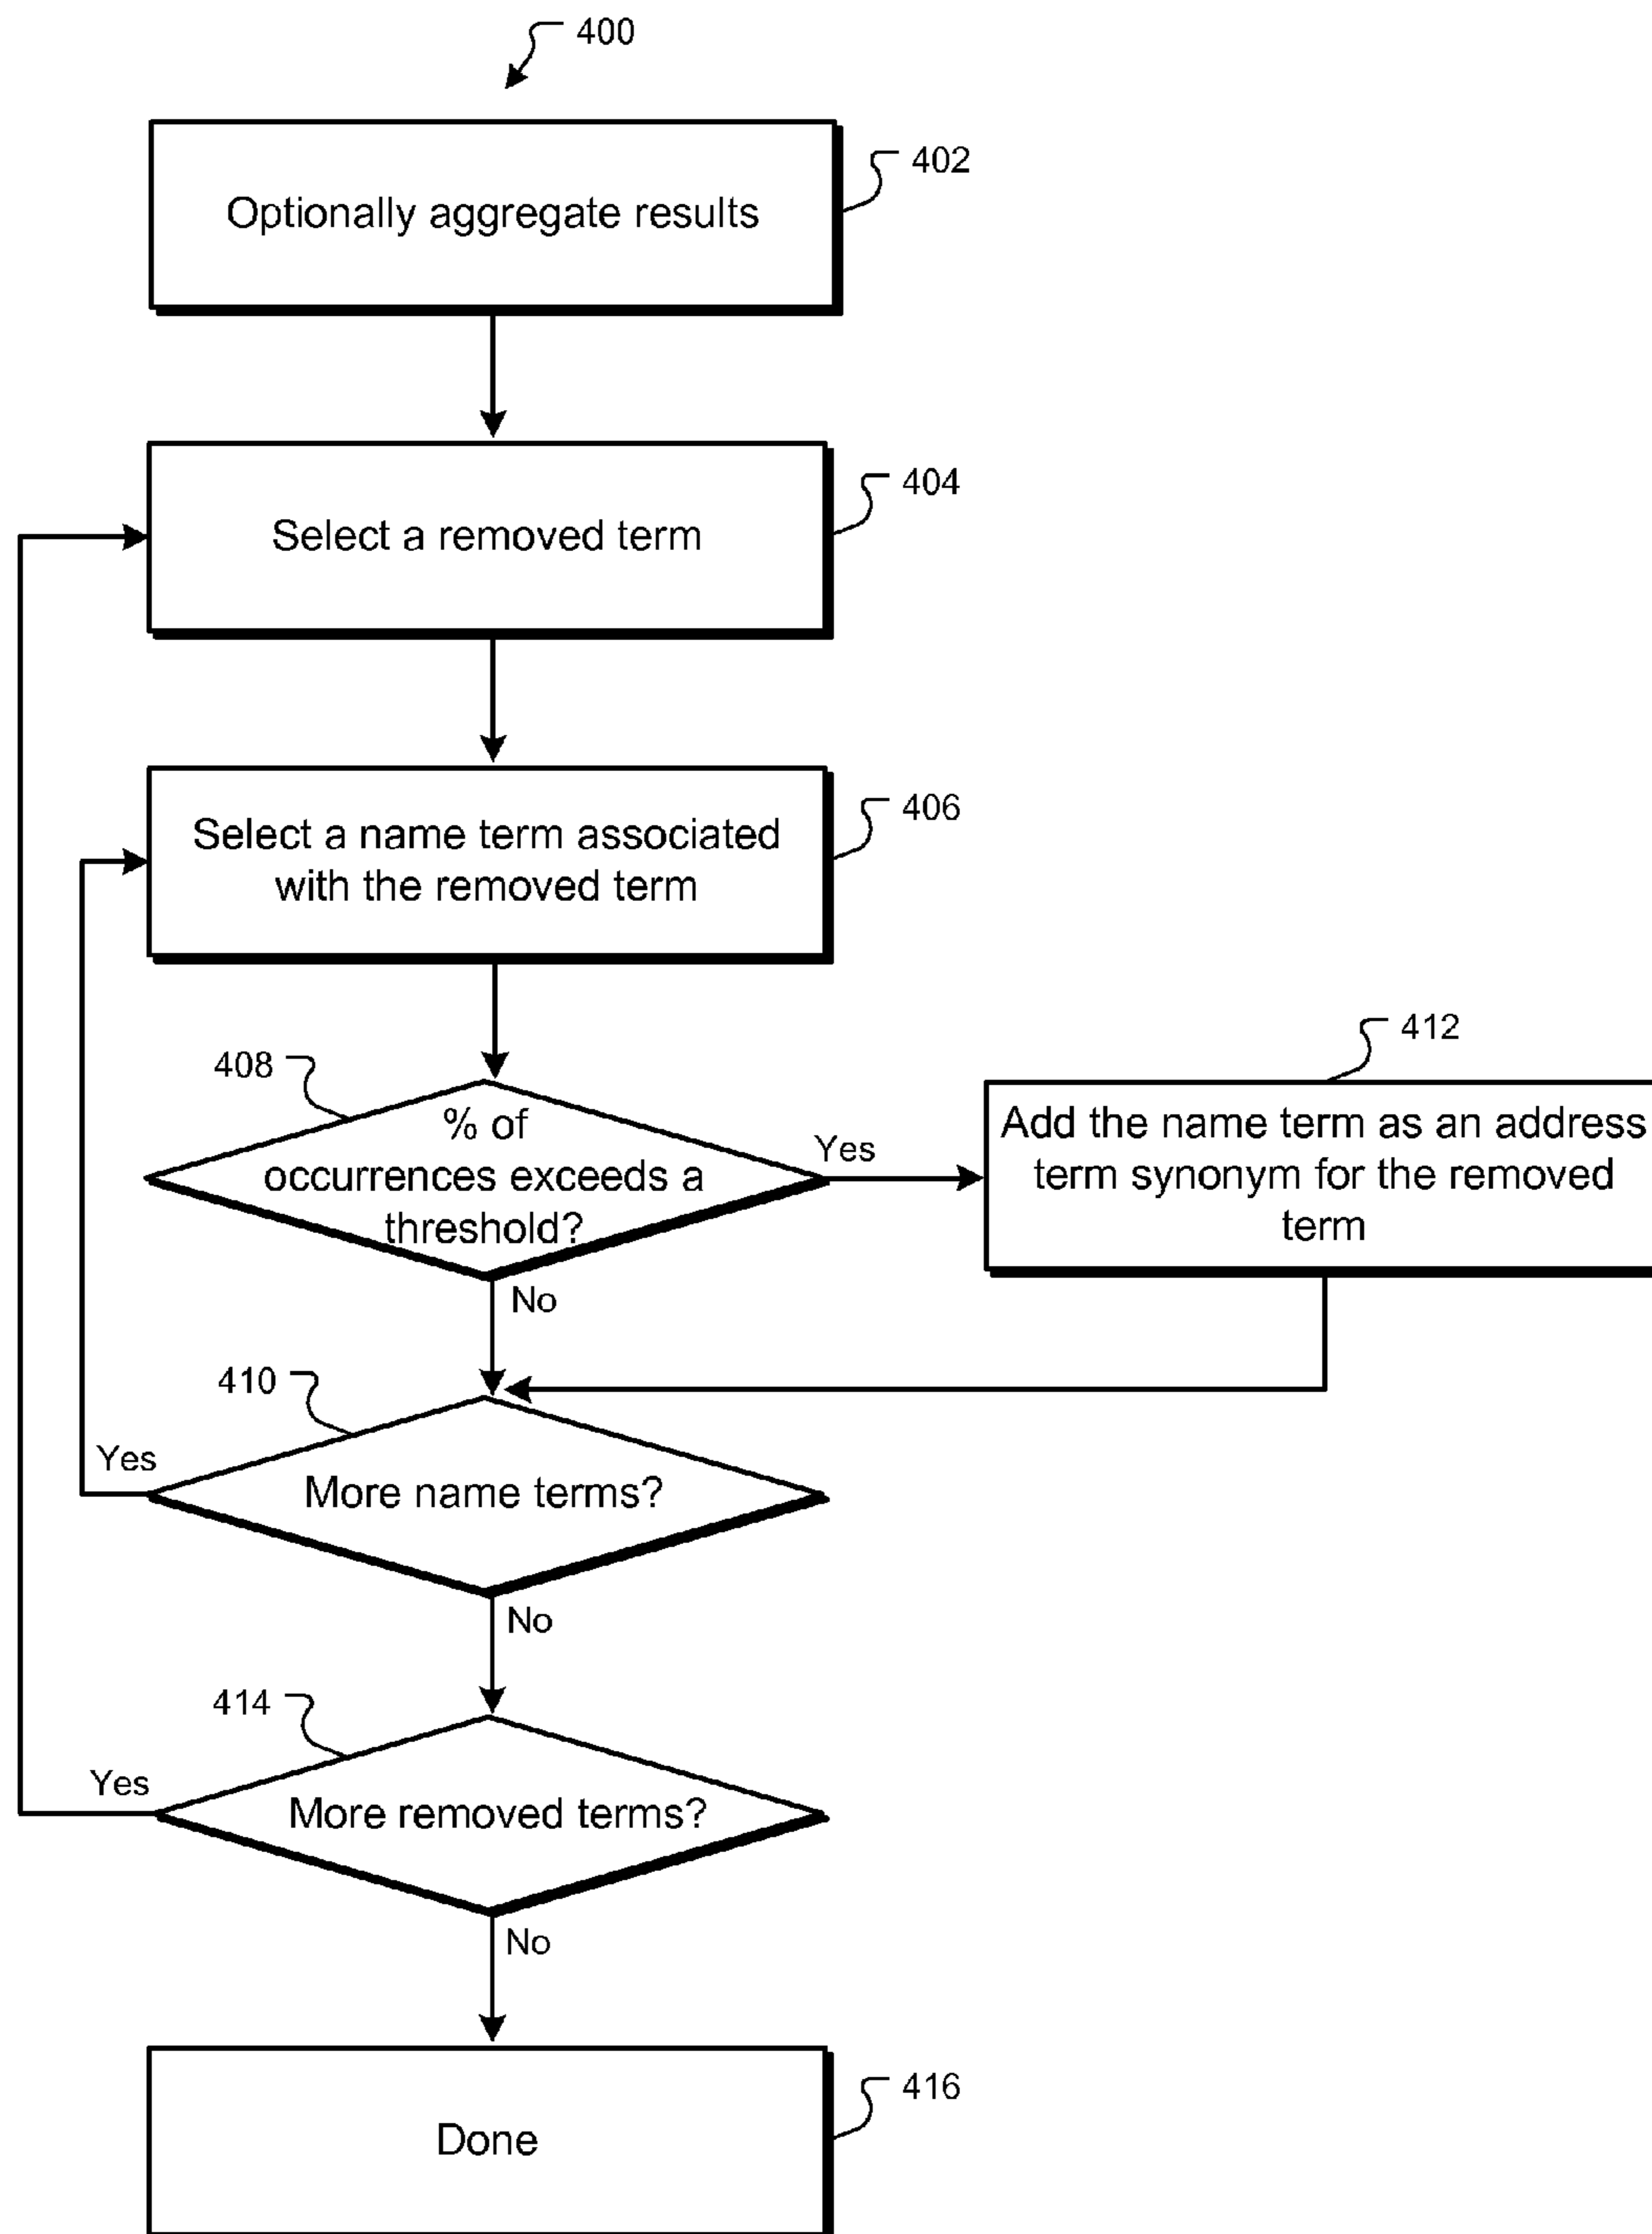 400
402
Optionally aggregate results
404
Select a removed term
406
Select a name term associated
with the removed term
408
% of
occurrences exceeds a
threshold?
Yes
412
Add the name term as an address
term synonym for the removed
term
No
410
Yes
More name terms?
No
414
Yes
More removed terms?
No
416
Done